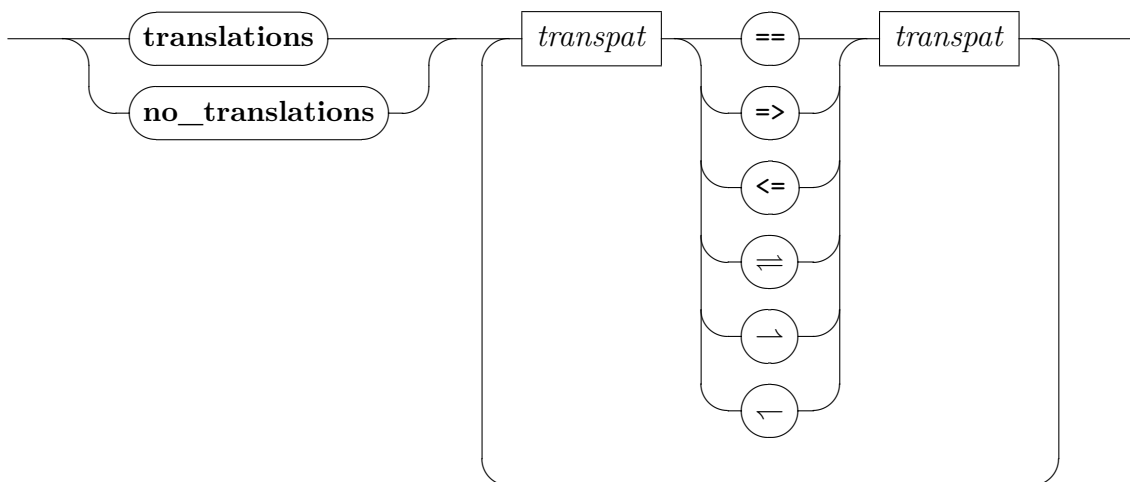 translations transpat == transpat
no_translations =>
<=
⇌
⇀
↽